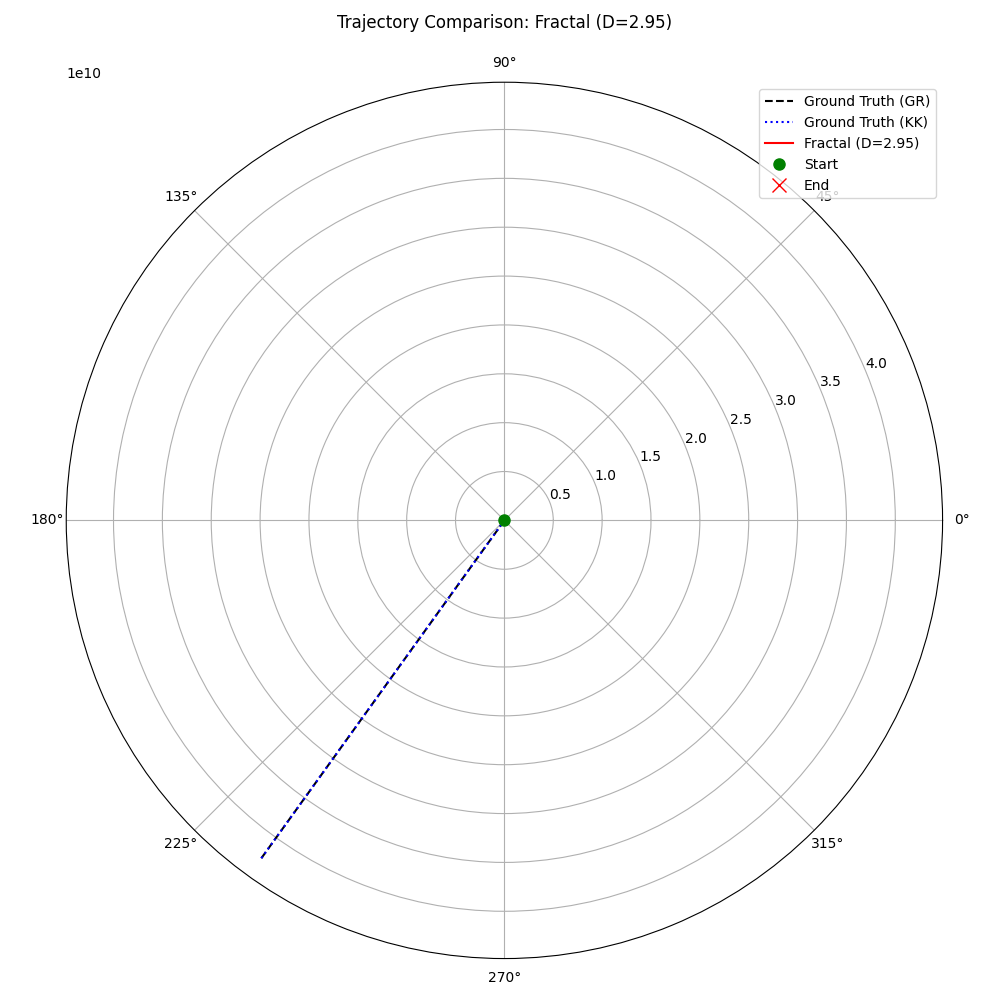 Trajectory Comparison: Fractal (D=2.95)
1e10
90°
Ground Truth (GR)
Ground Truth (KK)
Fractal (D=2.95)
Start
End
135°
45°
4.0
3.5
3.0
2.5
2.0
1.5
1.0
0.5
180°
0°
225°
315°
270°